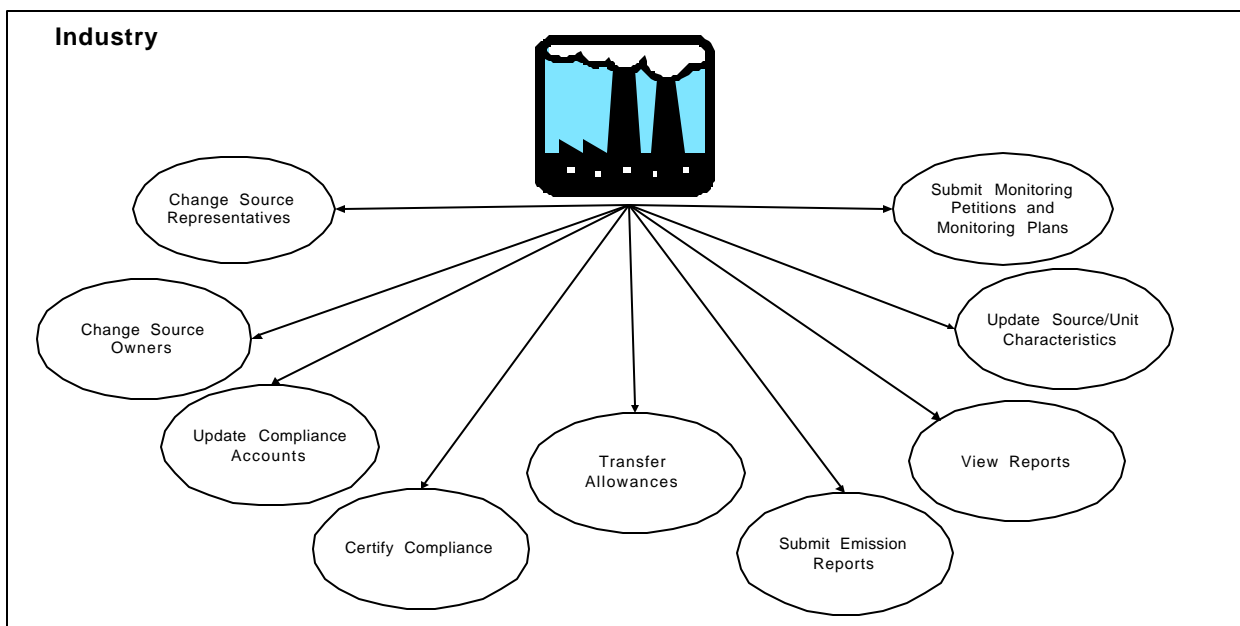 Industry
Change Source
Representatives
Submit Monitoring
Petitions and
Monitoring Plans
Change Source
Owners
Update Source/Unit
Characteristics
Update Compliance
Accounts
Transfer
Allowances
View Reports
Certify Compliance
Submit Emission
Reports